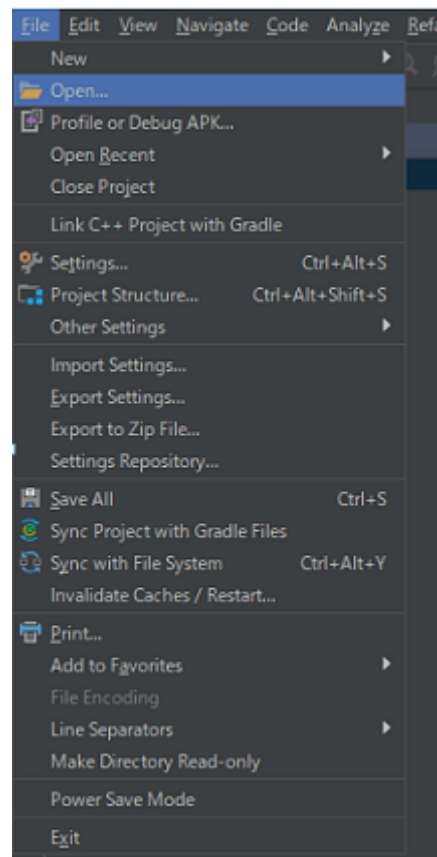 File Edit View Navigate Code Analyze Refa
New
Open...
Profile or Debug APK...
Open Recent
Close Project
Link C++ Project with Gradle
Settings... Ctrl+Alt+S
Project Structure... Ctrl+Alt+Shift+S
Other Settings
Import Settings...
Export Settings...
Export to Zip File...
Settings Repository...
Save All Ctrl+S
Sync Project with Gradle Files
Sync with File System Ctrl+Alt+Y
Invalidate Caches / Restart...
Print...
Add to Favorites
File Encoding
Line Separators
Make Directory Read-only
Power Save Mode
Exit